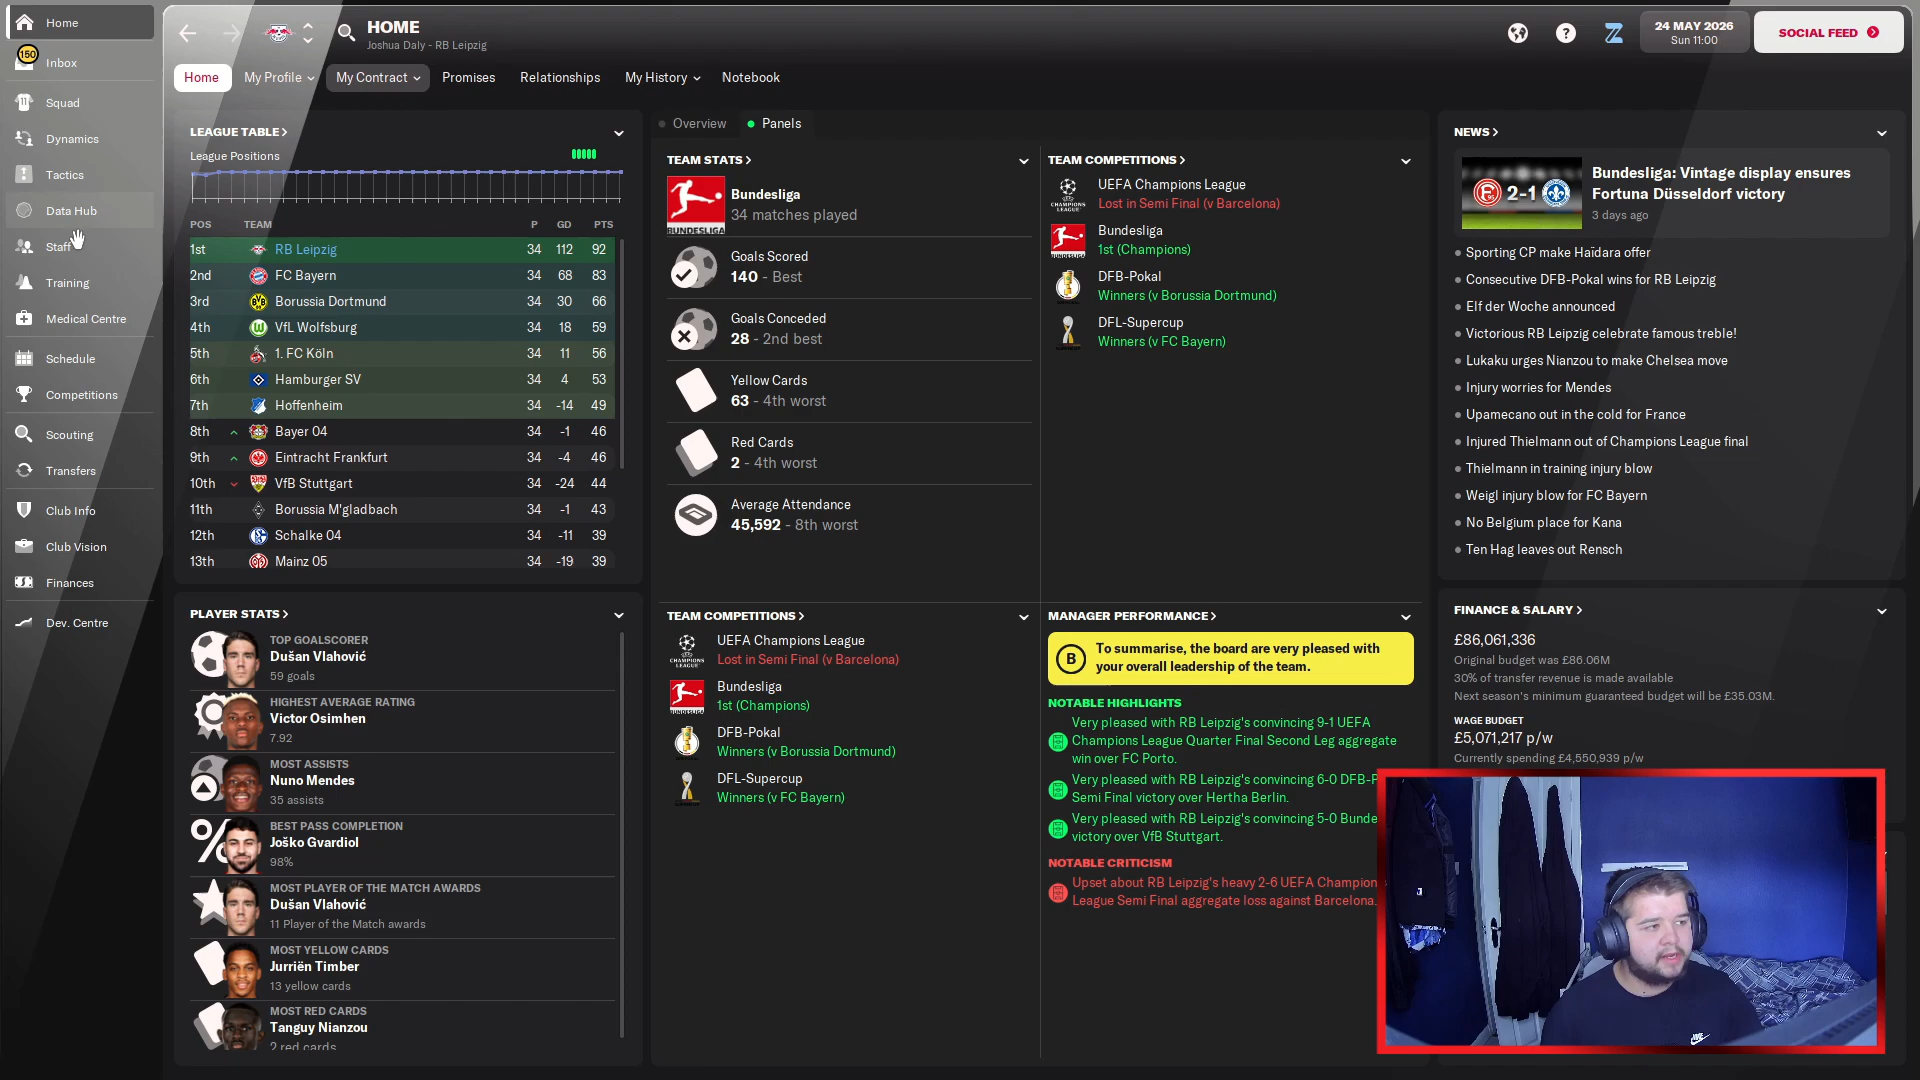 Home
150
Inbox
Squad
Dynamics
Tactics
Data Hub
Staff
Training
Medical Centre
Schedule
Competitions
Scouting
Transfers
Club Info
Club Vision
Finances
Dev. Centre
HOME
Joshua Daly - RB Leipzig
24 MAY 2026
Sun 11:00
SOCIAL FEED
Home
My Profile
My Contract
Promises
Relationships
My History
Notebook
LEAGUE TABLE >
League Positions
POS TEAM P GD PTS
1st RB Leipzig 34 112 92
2nd FC Bayern 34 68 83
3rd Borussia Dortmund 34 30 66
4th VfL Wolfsburg 34 18 59
5th 1. FC Köln 34 11 56
6th Hamburger SV 34 4 53
7th Hoffenheim 34 -14 49
8th Bayer 04 34 -1 46
9th Eintracht Frankfurt 34 -4 46
10th VfB Stuttgart 34 -24 44
11th Borussia M'gladbach 34 -1 43
12th Schalke 04 34 -11 39
13th Mainz 05 34 -19 39
PLAYER STATS >
TOP GOALSCORER
Dušan Vlahović
59 goals
HIGHEST AVERAGE RATING
Victor Osimhen
7.92
MOST ASSISTS
Nuno Mendes
35 assists
BEST PASS COMPLETION
Joško Gvardiol
98%
MOST PLAYER OF THE MATCH AWARDS
Dušan Vlahović
11 Player of the Match awards
MOST YELLOW CARDS
Jurriën Timber
13 yellow cards
MOST RED CARDS
Tanguy Nianzou
2 red cards
Overview
Panels
TEAM STATS >
BUNDESLIGA
Bundesliga
34 matches played
Goals Scored
140 - Best
Goals Conceded
28 - 2nd best
Yellow Cards
63 - 4th worst
Red Cards
2 - 4th worst
Average Attendance
45,592 - 8th worst
TEAM COMPETITIONS >
CHAMPIONS LEAGUE
UEFA Champions League
Lost in Semi Final (v Barcelona)
Bundesliga
1st (Champions)
DFB-Pokal
Winners (v Borussia Dortmund)
DFL-Supercup
Winners (v FC Bayern)
TEAM COMPETITIONS >
CHAMPIONS LEAGUE
UEFA Champions League
Lost in Semi Final (v Barcelona)
Bundesliga
1st (Champions)
DFB-Pokal
Winners (v Borussia Dortmund)
DFL-Supercup
Winners (v FC Bayern)
MANAGER PERFORMANCE >
B
To summarise, the board are very pleased with
your overall leadership of the team.
NOTABLE HIGHLIGHTS
Very pleased with RB Leipzig's convincing 9-1 UEFA
Champions League Quarter Final Second Leg aggregate
win over FC Porto.
Very pleased with RB Leipzig's convincing 6-0 DFB-P
Semi Final victory over Hertha Berlin.
Very pleased with RB Leipzig's convincing 5-0 Bunde
victory over VfB Stuttgart.
NOTABLE CRITICISM
Upset about RB Leipzig's heavy 2-6 UEFA Champion
League Semi Final aggregate loss against Barcelona.
NEWS >
2-1
Bundesliga: Vintage display ensures
Fortuna Düsseldorf victory
3 days ago
Sporting CP make Haïdara offer
Consecutive DFB-Pokal wins for RB Leipzig
Elf der Woche announced
Victorious RB Leipzig celebrate famous treble!
Lukaku urges Nianzou to make Chelsea move
Injury worries for Mendes
Upamecano out in the cold for France
Injured Thielmann out of Champions League final
Thielmann in training injury blow
Weigl injury blow for FC Bayern
No Belgium place for Kana
Ten Hag leaves out Rensch
FINANCE & SALARY >
£86,061,336
Original budget was £86.06M
30% of transfer revenue is made available
Next season's minimum guaranteed budget will be £35.03M.
WAGE BUDGET
£5,071,217 p/w
Currently spending £4,550,939 p/w